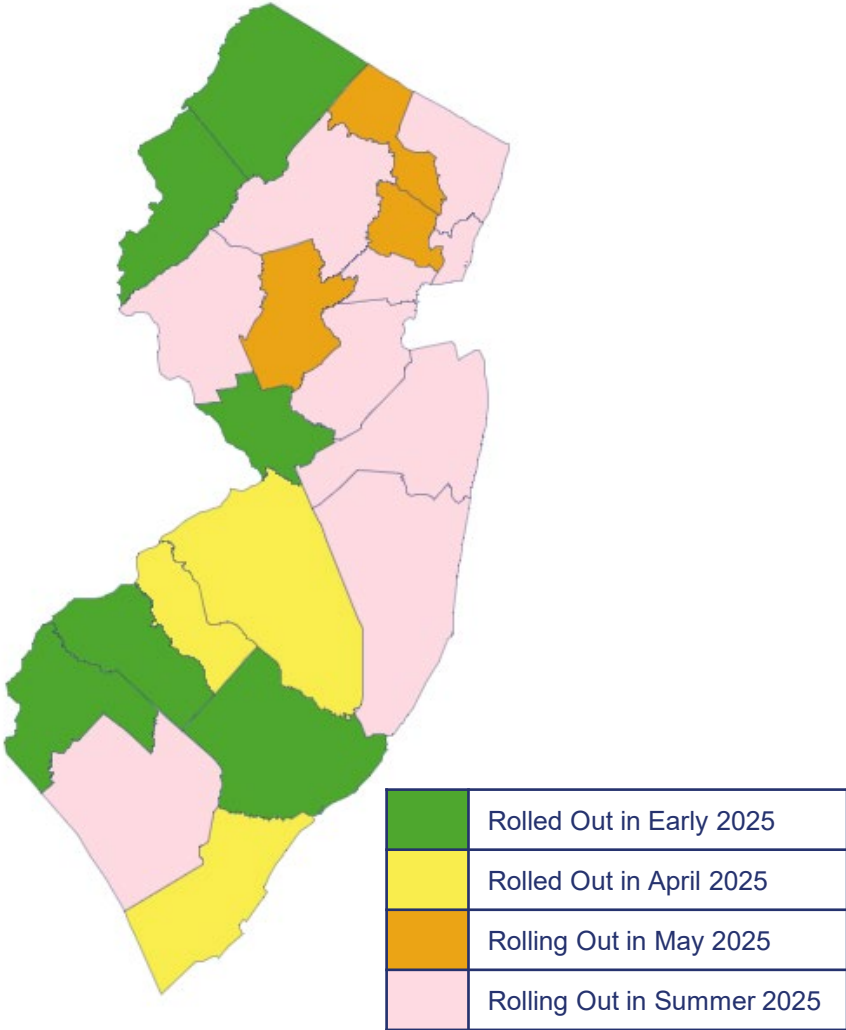 Rolled Out in Early 2025
Rolled Out in April 2025
Rolling Out in May 2025
Rolling Out in Summer 2025